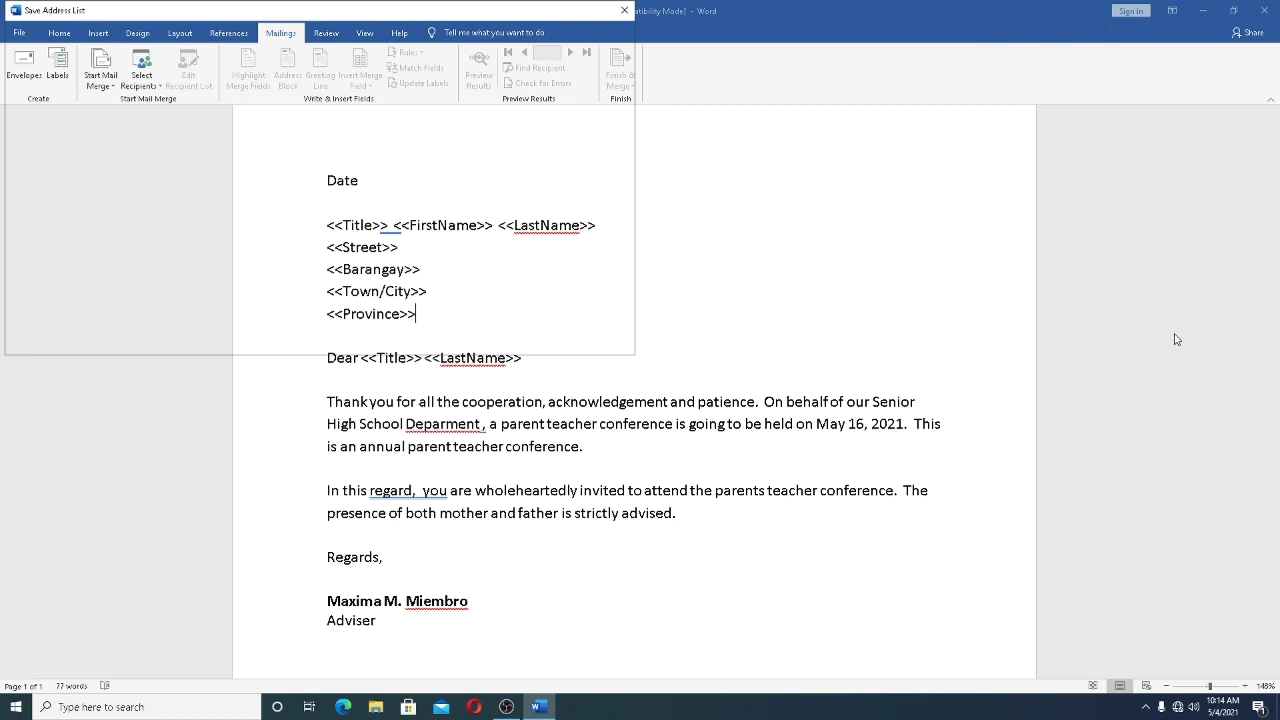 Save Address List
atibility Mode] - Word
Sign in
File Home Insert Design Layout References Mailings Review View Help Tell me what you want to do
Share
Envelopes Labels
Create
Start Mail Merge
Select Recipients
Edit Recipient List
Start Mail Merge
Highlight Merge Fields
Address Block
Greeting Line
Insert Merge Field
Rules
Match Fields
Update Labels
Write & Insert Fields
Preview Results
Find Recipient
Check for Errors
Preview Results
Finish & Merge
Finish
Date
<<Title>> <<FirstName>> <<LastName>>
<<Street>>
<<Barangay>>
<<Town/City>>
<<Province>>
Dear <<Title>> <<LastName>>
Thank you for all the cooperation, acknowledgement and patience. On behalf of our Senior
High School Deparment , a parent teacher conference is going to be held on May 16, 2021. This
is an annual parent teacher conference.
In this regard, you are wholeheartedly invited to attend the parents teacher conference. The
presence of both mother and father is strictly advised.
Regards,
Maxima M. Miembro
Adviser
Page 1 of 1 77 words
148%
Type here to search
10:14 AM
5/4/2021